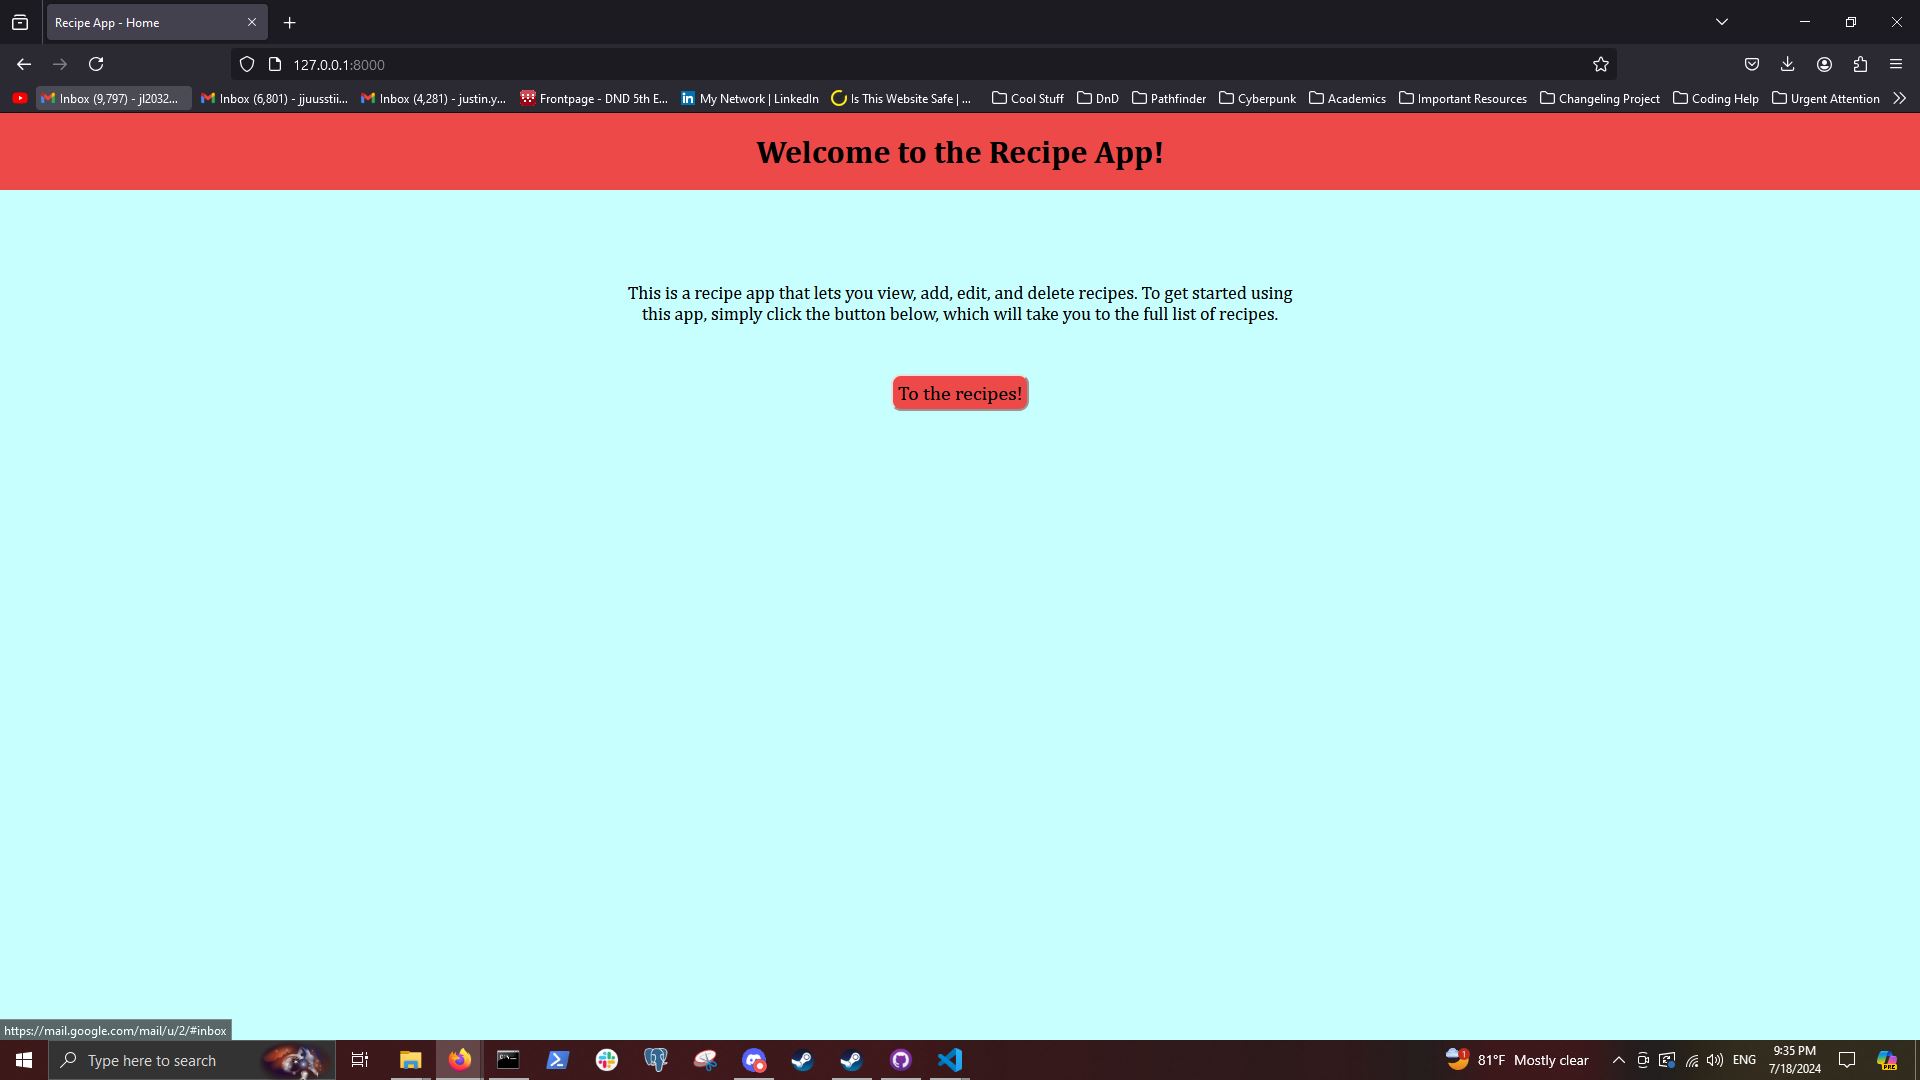 Recipe App - Home
127.0.0.1:8000
Inbox (9,797) - jl2032...
Inbox (6,801) - jjuusstii...
Inbox (4,281) - justin.y...
Frontpage - DND 5th E...
My Network | LinkedIn
Is This Website Safe | ...
Cool Stuff
DnD
Pathfinder
Cyberpunk
Academics
Important Resources
Changeling Project
Coding Help
Urgent Attention
Welcome to the Recipe App!
This is a recipe app that lets you view, add, edit, and delete recipes. To get started using
this app, simply click the button below, which will take you to the full list of recipes.
To the recipes!
https://mail.google.com/mail/u/2/#inbox
Type here to search
1
81°F Mostly clear
ENG
9:35 PM
7/18/2024
PRE